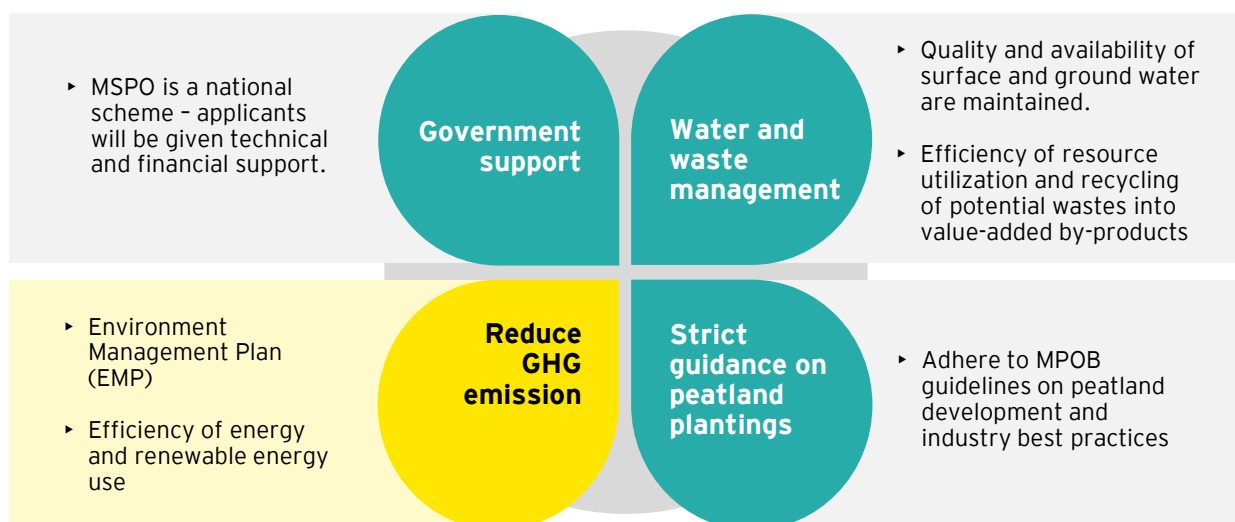 ▸ MSPO is a national
scheme – applicants
will be given technical
and financial support.
Government
support
Water and
waste
management
▸ Quality and availability of
surface and ground water
are maintained.
▸ Efficiency of resource
utilization and recycling
of potential wastes into
value-added by-products
▸ Environment
Management Plan
(EMP)
▸ Efficiency of energy
and renewable energy
use
Reduce
GHG
emission
Strict
guidance on
peatland
plantings
▸ Adhere to MPOB
guidelines on peatland
development and
industry best practices